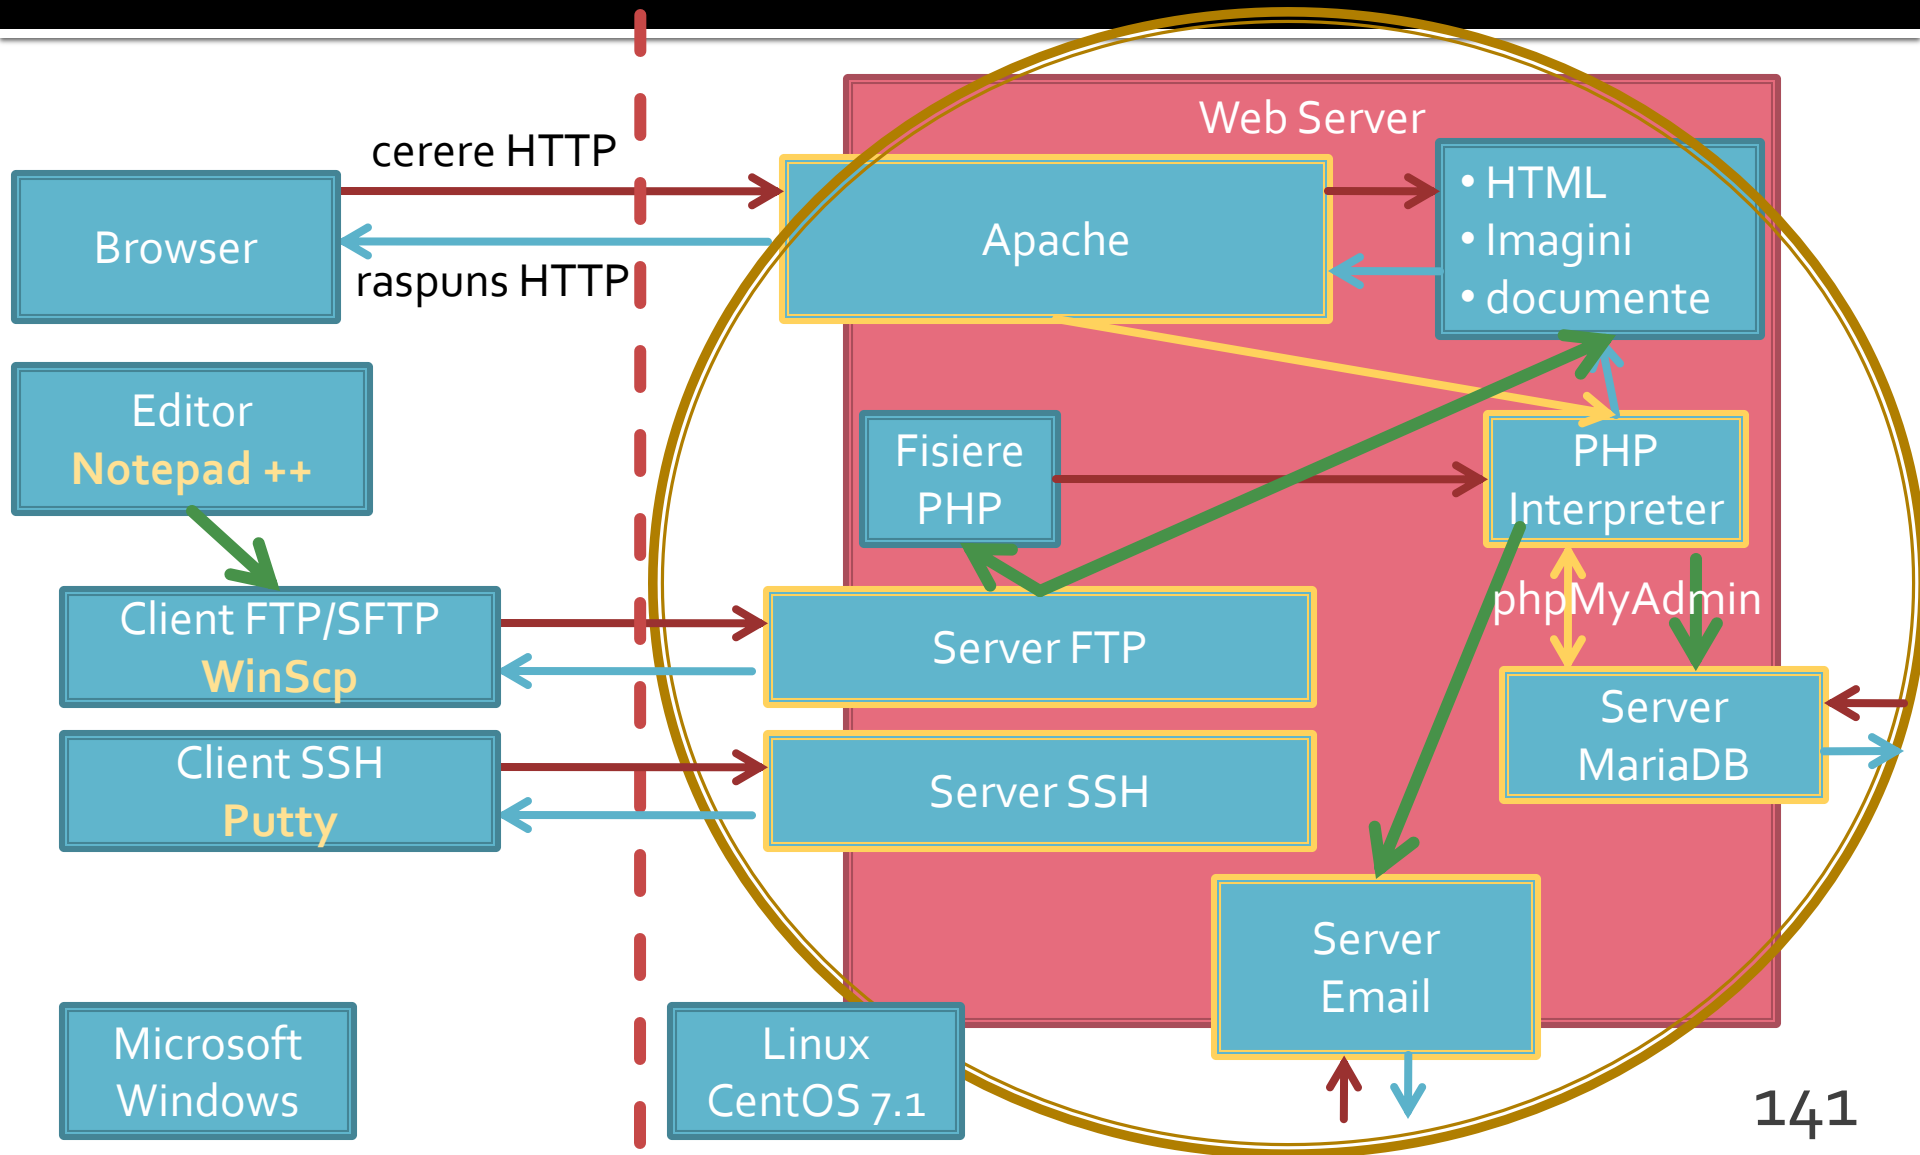 Web Server
cerere HTTP
raspuns HTTP
Browser
Apache
• HTML
• Imagini
• documente
Editor
Notepad ++
Fisiere
PHP
PHP
Interpreter
phpMyAdmin
Client FTP/SFTP
WinScp
Server FTP
Server
MariaDB
Client SSH
Putty
Server SSH
Server
Email
Microsoft
Windows
Linux
CentOS 7.1
141